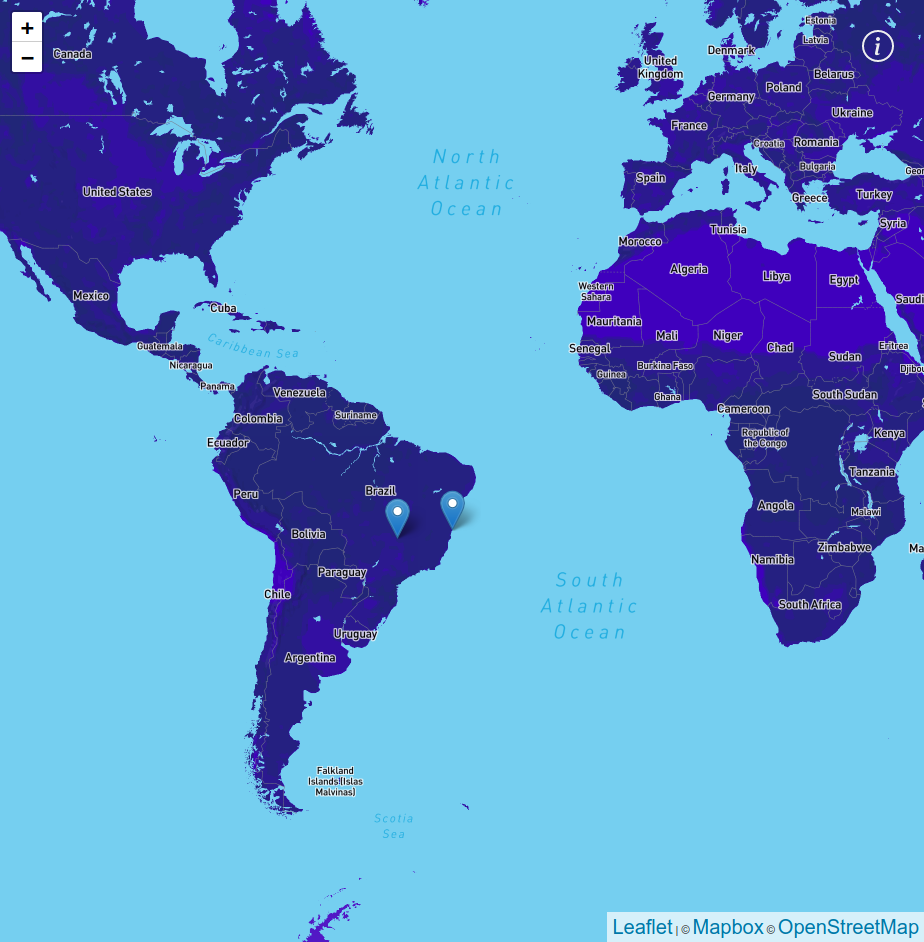 +
−
i
Canada
United States
Mexico
Cuba
Guatemala
Nicaragua
Panama
Caribbean Sea
North
Atlantic
Ocean
Estonia
Latvia
Denmark
United
Kingdom
Belarus
Poland
Germany
Ukraine
France
Croatia
Romania
Bulgaria
Italy
Spain
Greece
Turkey
Geor
Syria
Tunisia
Morocco
Algeria
Libya
Egypt
Saudi
Western
Sahara
Mauritania
Mali
Niger
Chad
Sudan
Eritrea
Senegal
Burkina Faso
Djibou
Guinea
Ghana
Cameroon
South Sudan
Republic of
the Congo
Kenya
Tanzania
Angola
Malawi
Zimbabwe
Ma
Namibia
South Africa
Venezuela
Suriname
Colombia
Ecuador
Peru
Brazil
Bolivia
Paraguay
Chile
Uruguay
Argentina
South
Atlantic
Ocean
Falkland
Islands (Islas
Malvinas)
Scotia
Sea
Leaflet | © Mapbox © OpenStreetMap